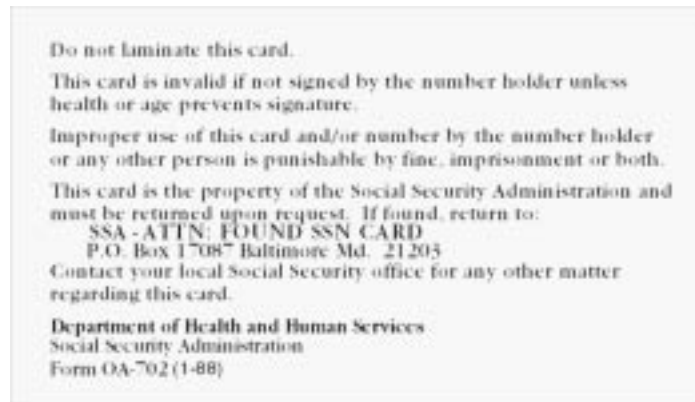 Do not laminate this card.
This card is invalid if not signed by the number holder unless
health or age prevents signature.
Improper use of this card and/or number by the number holder
or any other person is punishable by fine, imprisonment or both.
This card is the property of the Social Security Administration and
must be returned upon request. If found, return to:
SSA - ATTN: FOUND SSN CARD
P.O. Box 17087 Baltimore Md. 21203
Contact your local Social Security office for any other matter
regarding this card.
Department of Health and Human Services
Social Security Administration
Form OA-702 (1-88)